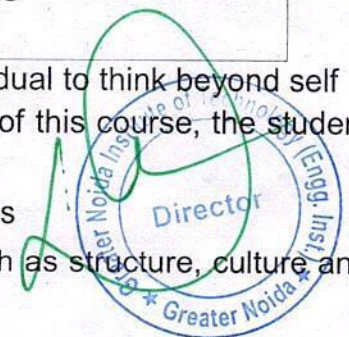 dual to think beyond self
of this course, the studen
s
h as structure, culture an
Greater Noida Institute of Technology (Engg. Inst.)
Director
★ Greater Noida ★